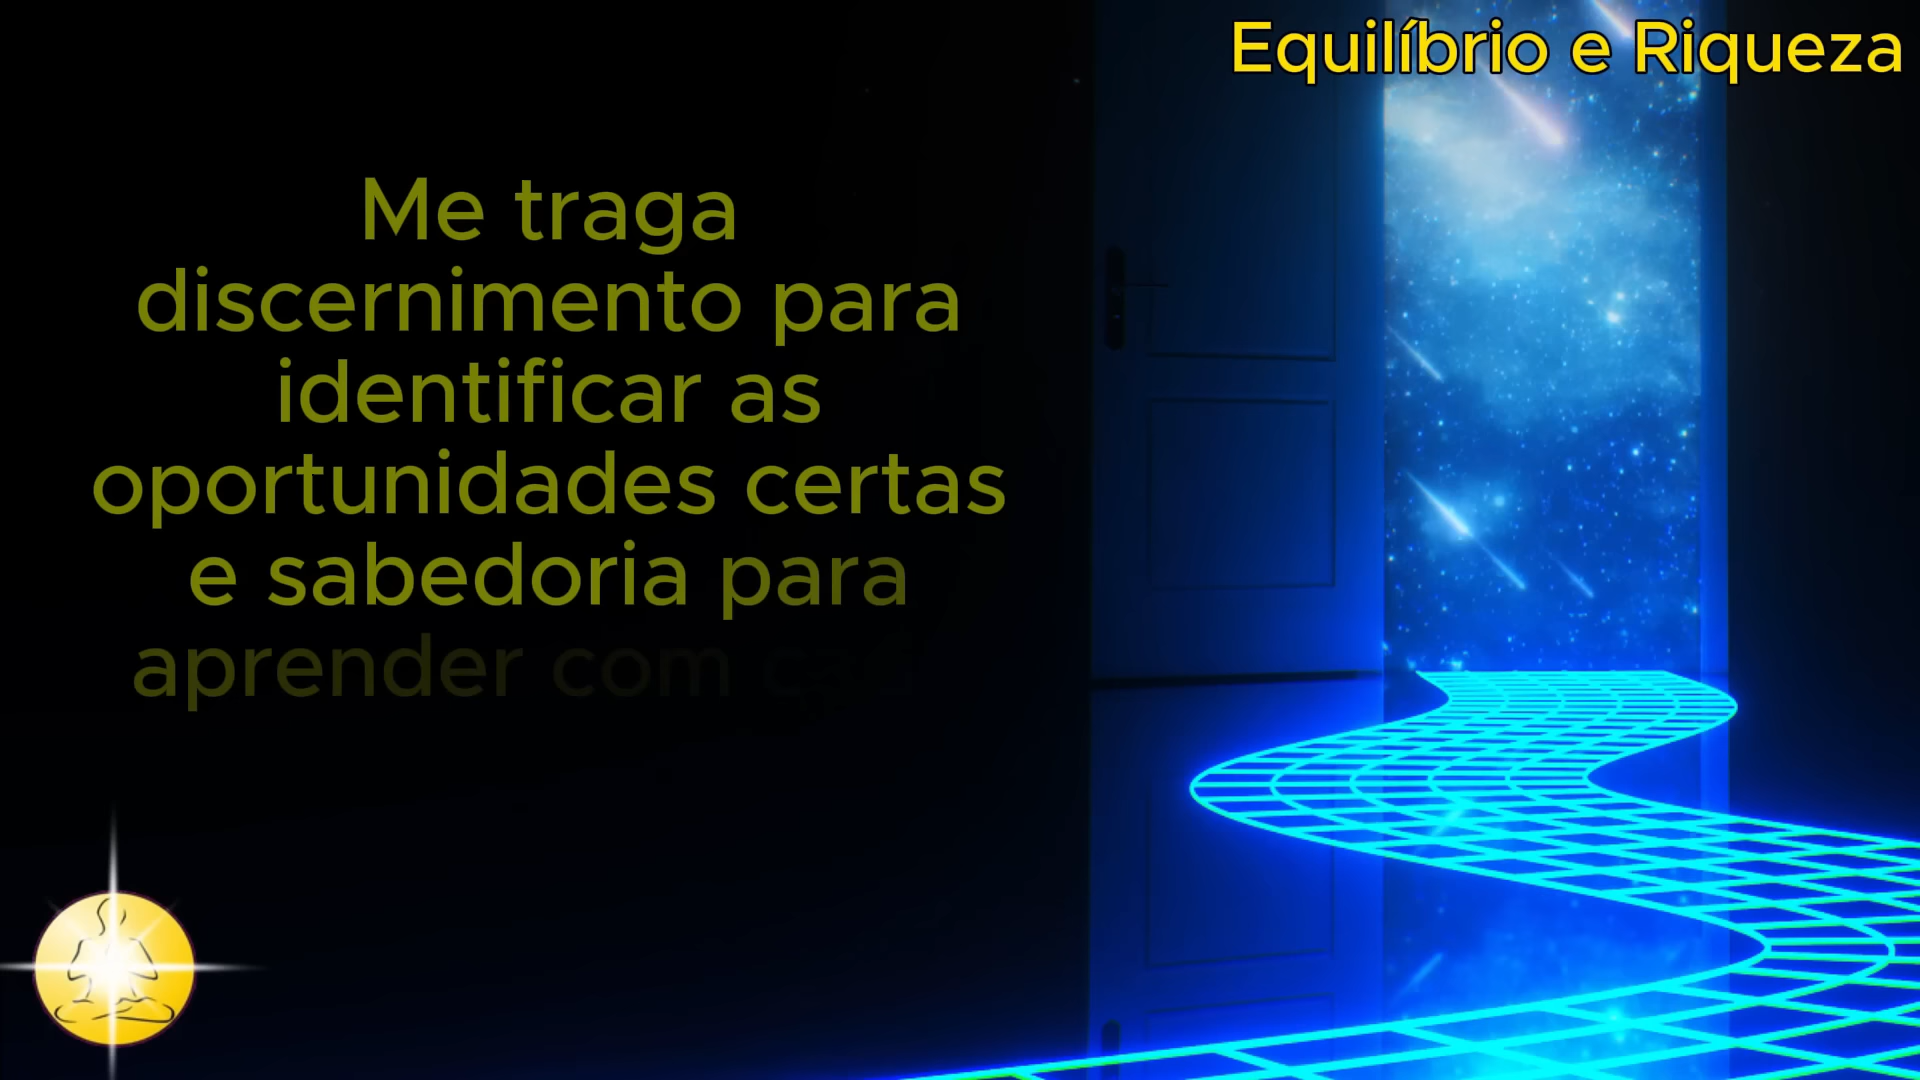 Equilíbrio e Riqueza
Me traga
discernimento para
identificar as
oportunidades certas
e sabedoria para
aprender com